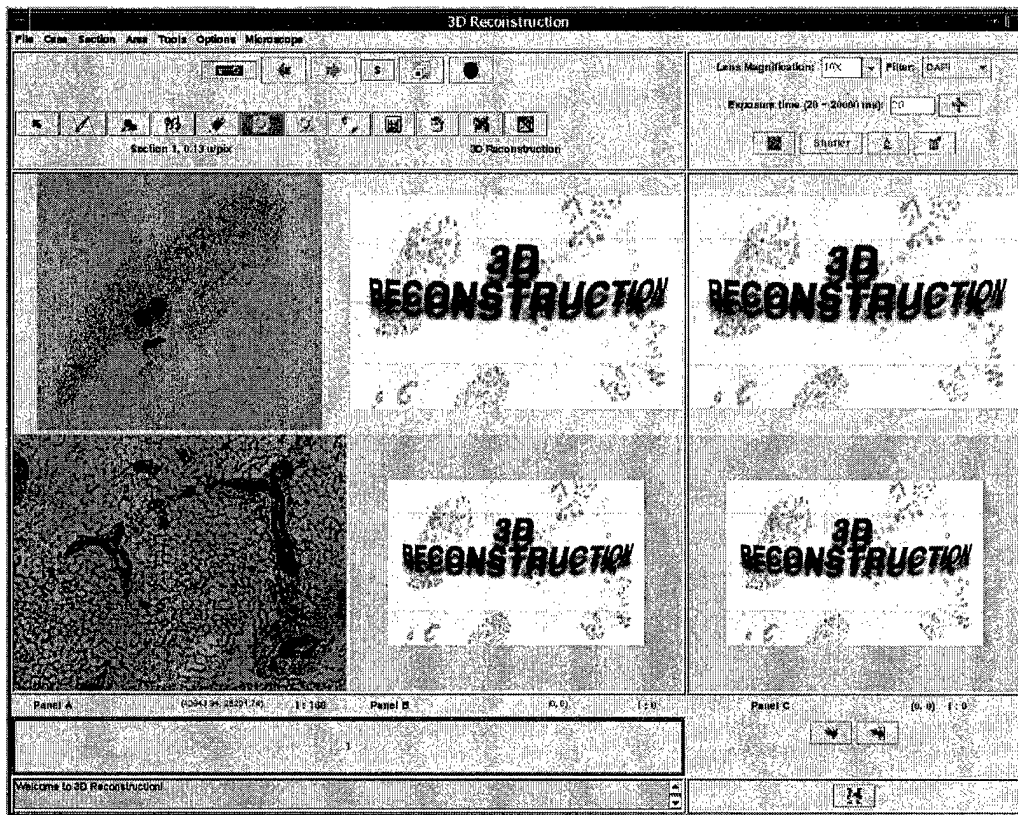 3D Reconstruction
File Case Section Area Tools Options Microscope
Lens Magnification: 10X Filter: DAPI
S
Exposure time (20 - 20000 ms): 20
Section 1, 0.13 u/pix
3D Reconstruction
Shutter
3D
RECONSTRUCTION
3D
RECONSTRUCTION
3D
RECONSTRUCTION
3D
RECONSTRUCTION
Panel A 1 : 100 Panel B (0, 0) 1 : 0 Panel C (0, 0) 1 : 0
1
Welcome to 3D Reconstruction!